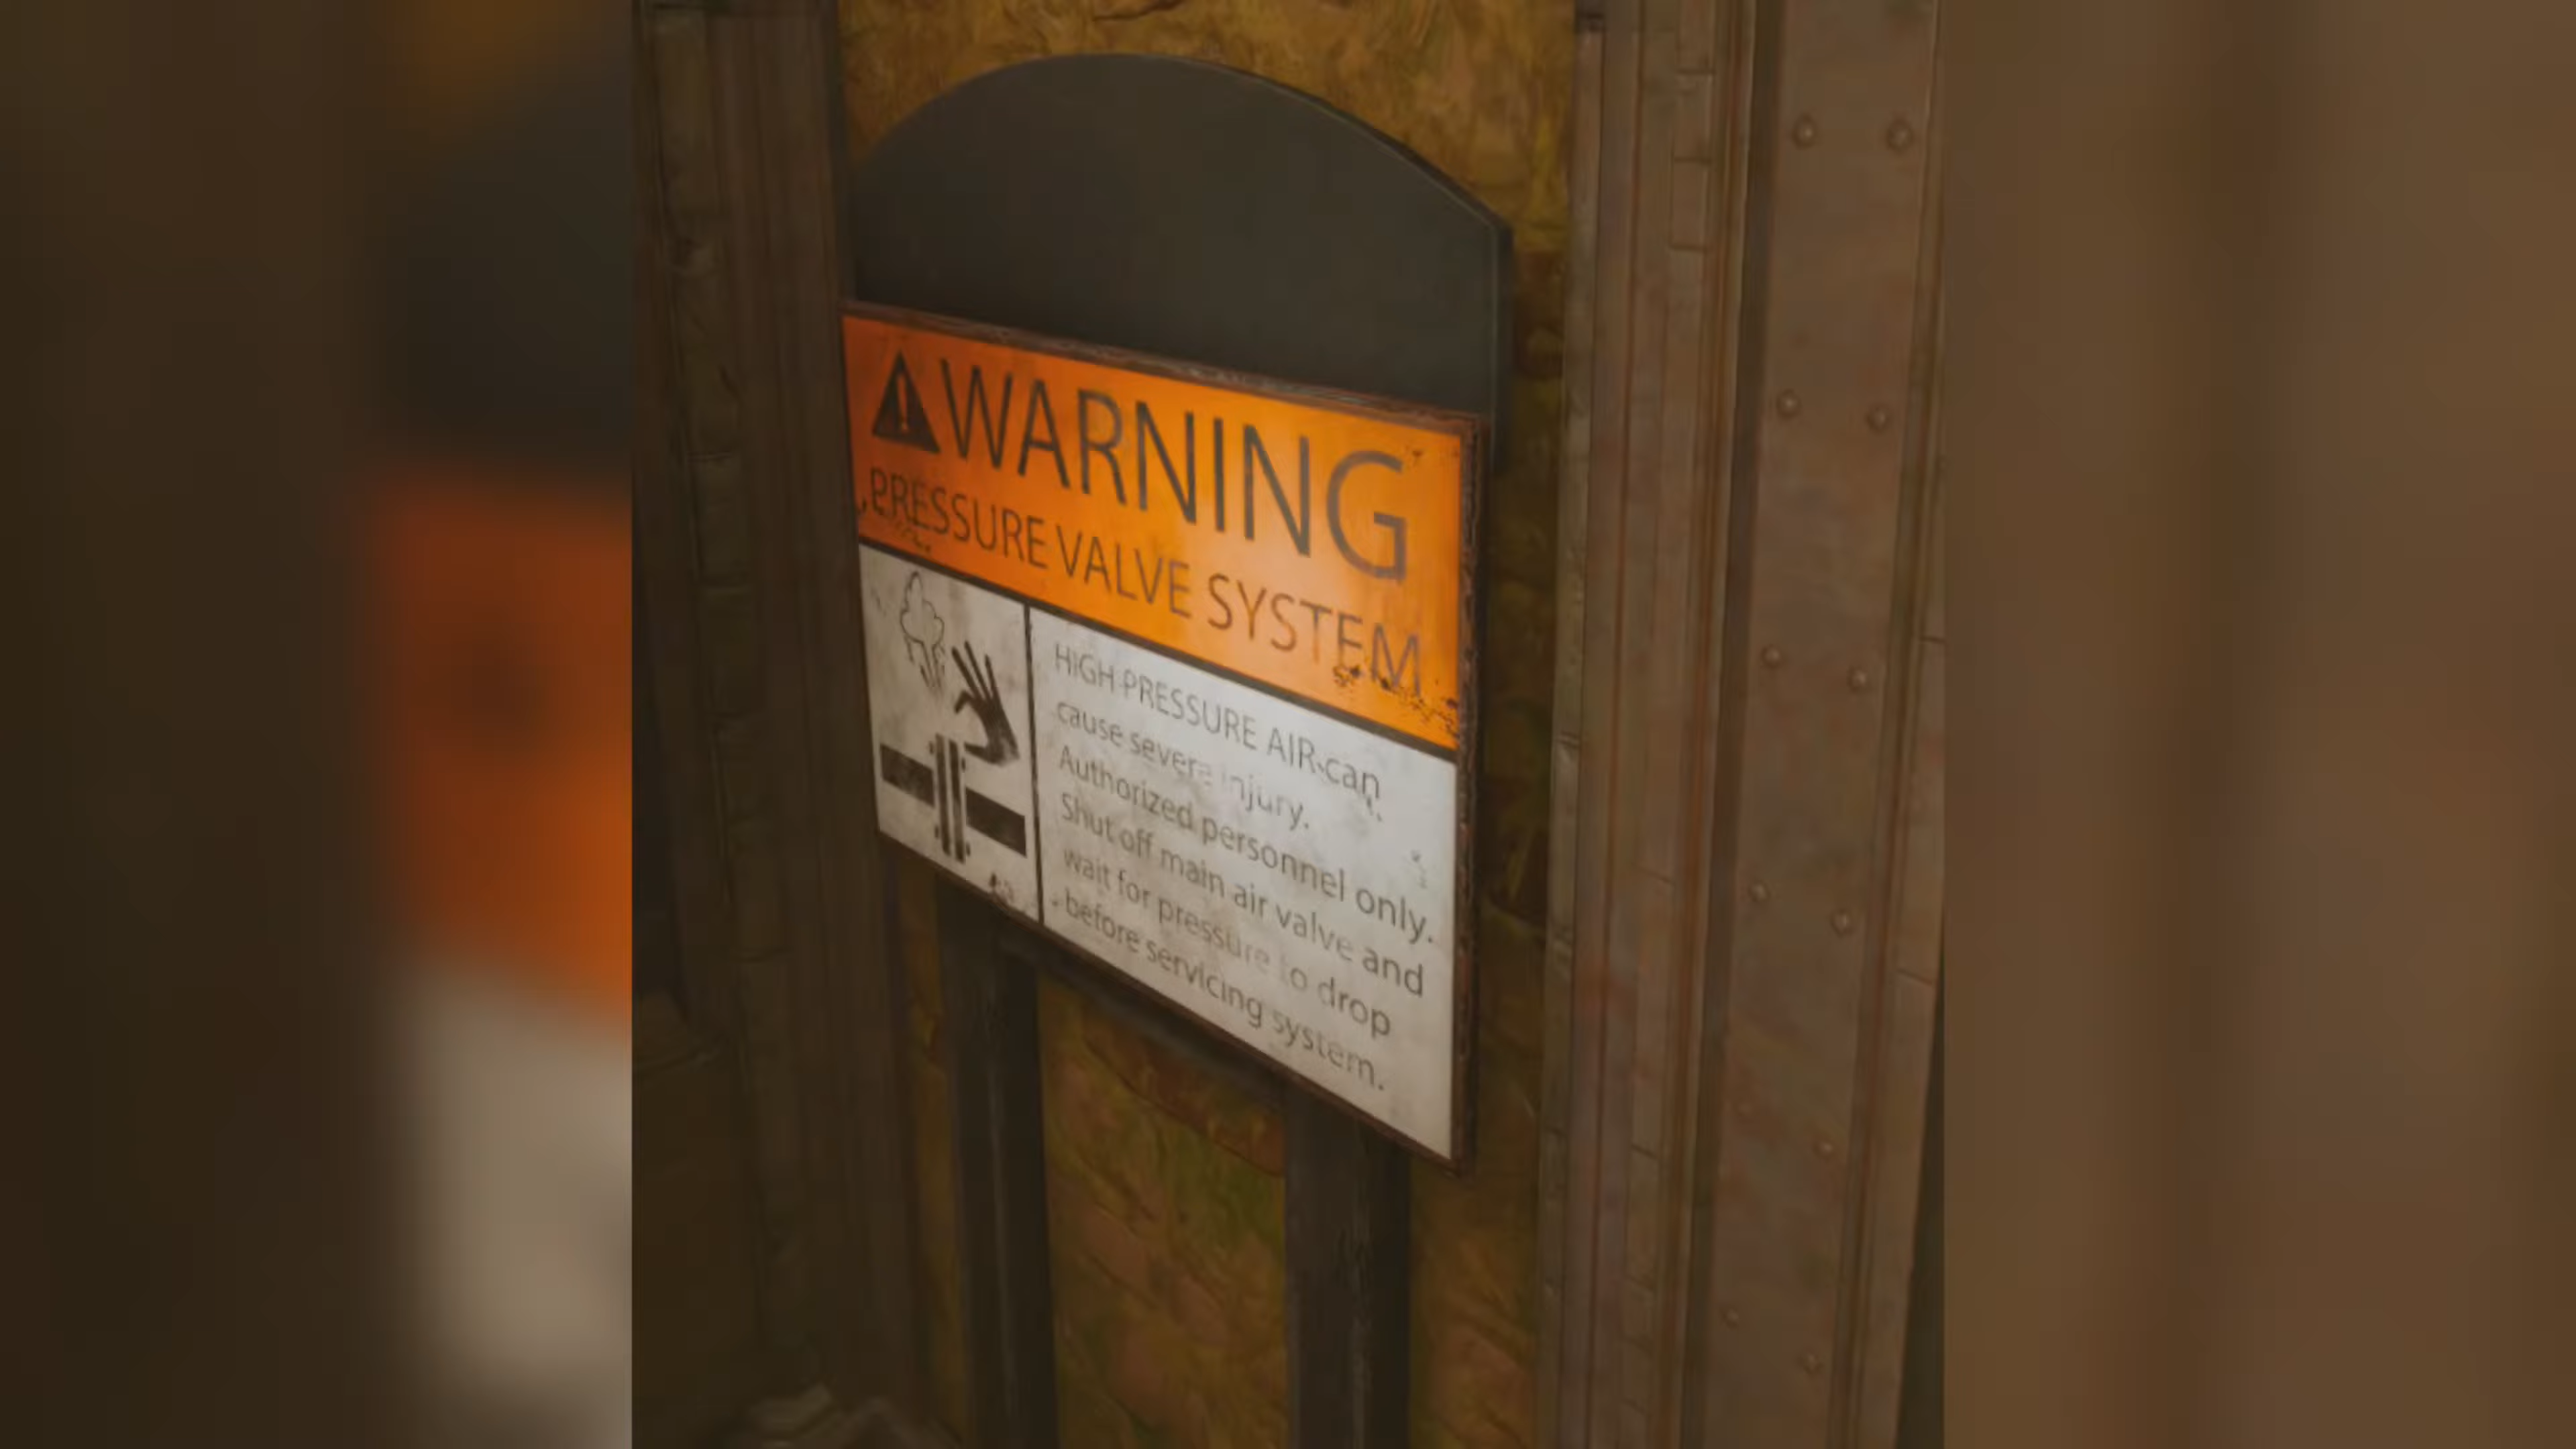 WARNING
PRESSURE VALVE SYSTEM
HIGH PRESSURE AIR can
cause severe injury.
Authorized personnel only.
Shut off main air valve and
wait for pressure to drop
before servicing system.